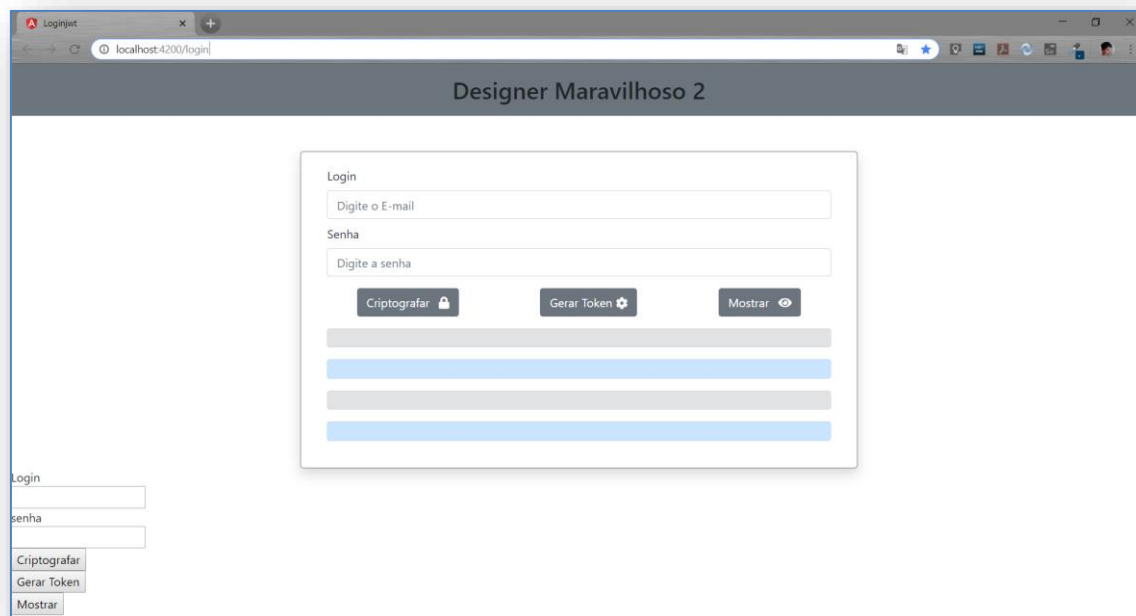 Loginjwt
localhost:4200/login
Designer Maravilhoso 2
Login
Digite o E-mail
Senha
Digite a senha
Criptografar Gerar Token Mostrar
Login
senha
Criptografar
Gerar Token
Mostrar